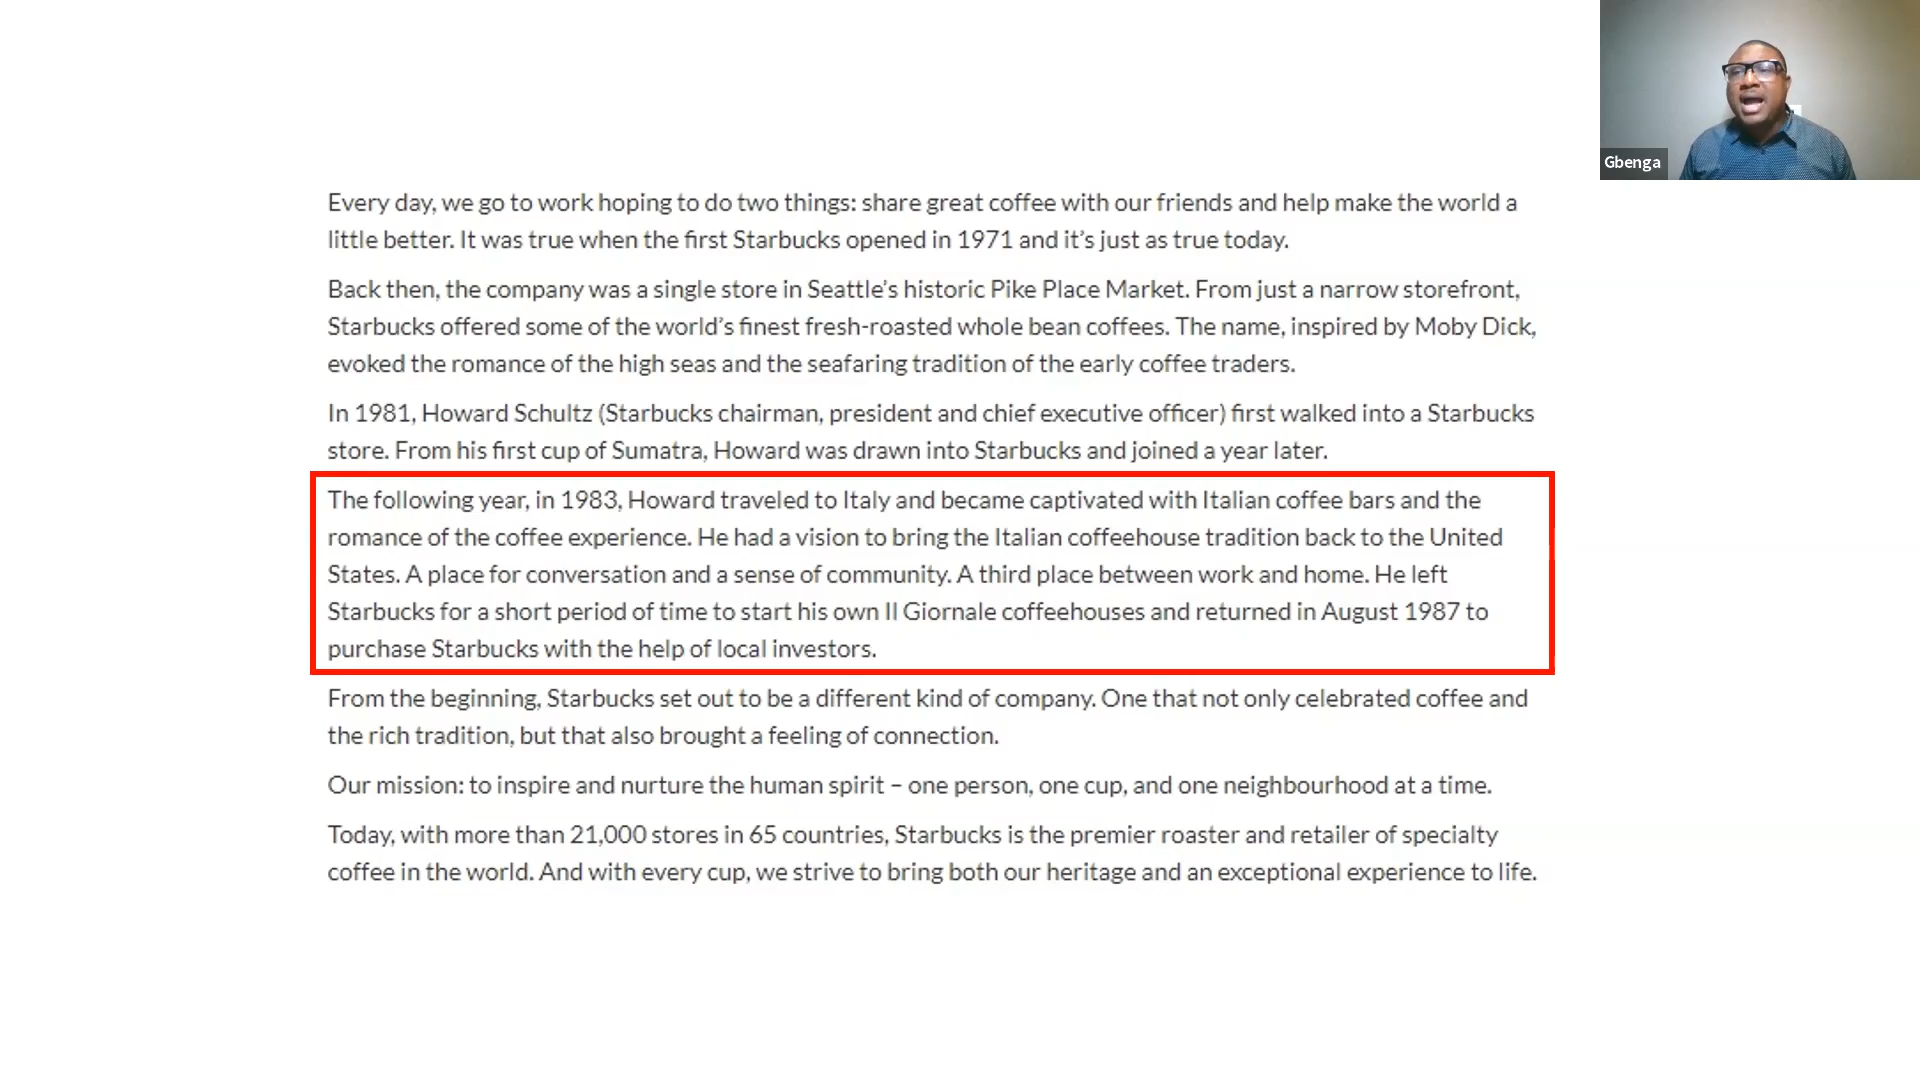 Gbenga
Every day, we go to work hoping to do two things: share great coffee with our friends and help make the world a
little better. It was true when the first Starbucks opened in 1971 and it’s just as true today.
Back then, the company was a single store in Seattle’s historic Pike Place Market. From just a narrow storefront,
Starbucks offered some of the world’s finest fresh-roasted whole bean coffees. The name, inspired by Moby Dick,
evoked the romance of the high seas and the seafaring tradition of the early coffee traders.
In 1981, Howard Schultz (Starbucks chairman, president and chief executive officer) first walked into a Starbucks
store. From his first cup of Sumatra, Howard was drawn into Starbucks and joined a year later.
The following year, in 1983, Howard traveled to Italy and became captivated with Italian coffee bars and the
romance of the coffee experience. He had a vision to bring the Italian coffeehouse tradition back to the United
States. A place for conversation and a sense of community. A third place between work and home. He left
Starbucks for a short period of time to start his own Il Giornale coffeehouses and returned in August 1987 to
purchase Starbucks with the help of local investors.
From the beginning, Starbucks set out to be a different kind of company. One that not only celebrated coffee and
the rich tradition, but that also brought a feeling of connection.
Our mission: to inspire and nurture the human spirit – one person, one cup, and one neighbourhood at a time.
Today, with more than 21,000 stores in 65 countries, Starbucks is the premier roaster and retailer of specialty
coffee in the world. And with every cup, we strive to bring both our heritage and an exceptional experience to life.